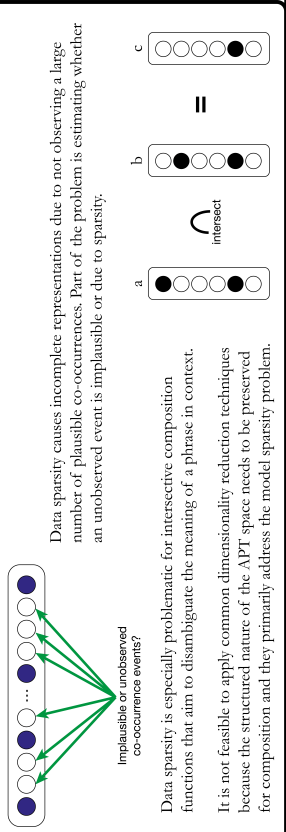 Data sparsity causes incomplete representations due to not observing a large
number of plausible co-occurrences. Part of the problem is estimating whether
an unobserved event is implausible or due to sparsity.
...
Implausible or unobserved
co-occurrence events?
Data sparsity is especially problematic for intersective composition
functions that aim to disambiguate the meaning of a phrase in context.
It is not feasible to apply common dimensionality reduction techniques
because the structured nature of the APT space needs to be preserved
for composition and they primarily address the model sparsity problem.
a
intersect
b
=
c